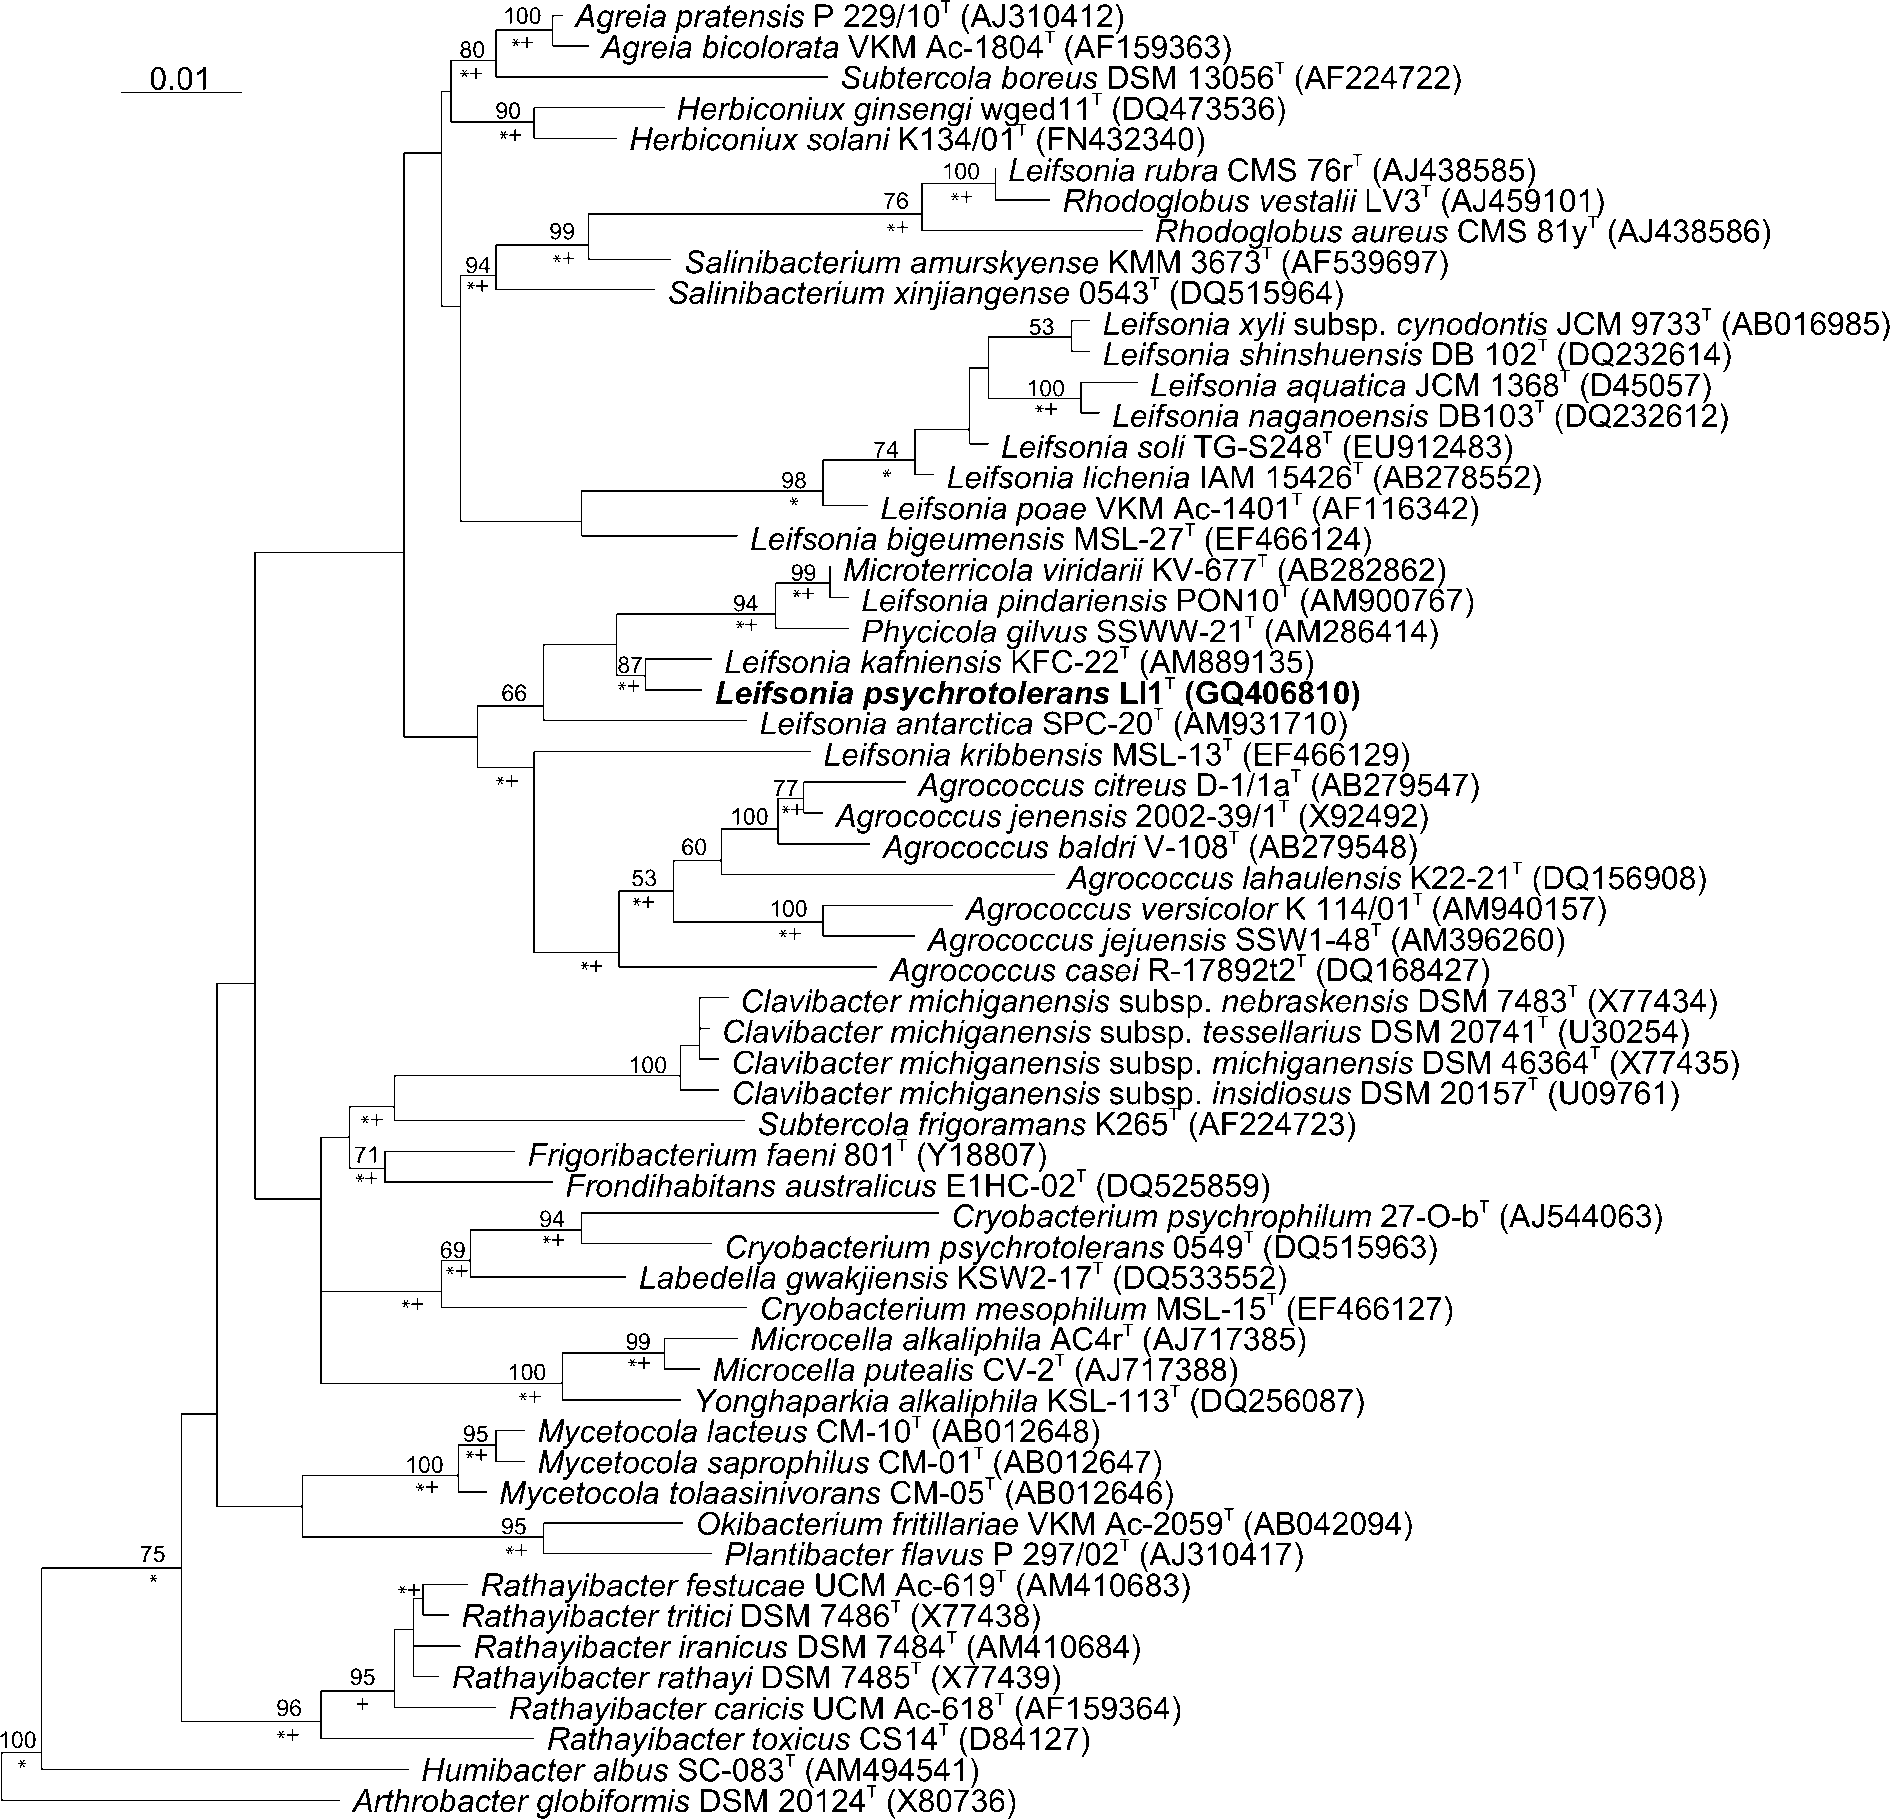 100 Agreia pratensis P 229/10T (AJ310412)
*+
80 Agreia bicolorata VKM Ac-1804T (AF159363)
*+
0.01 Subtercola boreus DSM 13056T (AF224722)
90 Herbiconiux ginsengi wged11T (DQ473536)
*+
Herbiconiux solani K134/01T (FN432340)
100 Leifsonia rubra CMS 76rT (AJ438585)
*+
76 Rhodoglobus vestalii LV3T (AJ459101)
*+
99 Rhodoglobus aureus CMS 81yT (AJ438586)
*+
94 Salinibacterium amurskyense KMM 3673T (AF539697)
*+
Salinibacterium xinjiangense 0543T (DQ515964)
53 Leifsonia xyli subsp. cynodontis JCM 9733T (AB016985)
Leifsonia shinshuensis DB 102T (DQ232614)
100 Leifsonia aquatica JCM 1368T (D45057)
*+
Leifsonia naganoensis DB103T (DQ232612)
74 Leifsonia soli TG-S248T (EU912483)
*
98 Leifsonia lichenia IAM 15426T (AB278552)
*
Leifsonia poae VKM Ac-1401T (AF116342)
Leifsonia bigeumensis MSL-27T (EF466124)
99 Microterricola viridarii KV-677T (AB282862)
*+
94 Leifsonia pindariensis PON10T (AM900767)
*+
Phycicola gilvus SSWW-21T (AM286414)
87 Leifsonia kafniensis KFC-22T (AM889135)
*+
66 Leifsonia psychrotolerans LI1T (GQ406810)
Leifsonia antarctica SPC-20T (AM931710)
Leifsonia kribbensis MSL-13T (EF466129)
*+
77 Agrococcus citreus D-1/1aT (AB279547)
*+
100 Agrococcus jenensis 2002-39/1T (X92492)
60 Agrococcus baldri V-108T (AB279548)
53 Agrococcus lahaulensis K22-21T (DQ156908)
*+
100 Agrococcus versicolor K 114/01T (AM940157)
*+
Agrococcus jejuensis SSW1-48T (AM396260)
*+
Agrococcus casei R-17892t2T (DQ168427)
Clavibacter michiganensis subsp. nebraskensis DSM 7483T (X77434)
Clavibacter michiganensis subsp. tessellarius DSM 20741T (U30254)
100 Clavibacter michiganensis subsp. michiganensis DSM 46364T (X77435)
Clavibacter michiganensis subsp. insidiosus DSM 20157T (U09761)
*+
Subtercola frigoramans K265T (AF224723)
71 Frigoribacterium faeni 801T (Y18807)
*+
Frondihabitans australicus E1HC-02T (DQ525859)
94 Cryobacterium psychrophilum 27-O-bT (AJ544063)
*+
69 Cryobacterium psychrotolerans 0549T (DQ515963)
*+
Labedella gwakjiensis KSW2-17T (DQ533552)
*+
Cryobacterium mesophilum MSL-15T (EF466127)
99 Microcella alkaliphila AC4rT (AJ717385)
*+
100 Microcella putealis CV-2T (AJ717388)
*+
Yonghaparkia alkaliphila KSL-113T (DQ256087)
95 Mycetocola lacteus CM-10T (AB012648)
*+
100 Mycetocola saprophilus CM-01T (AB012647)
*+
Mycetocola tolaasinivorans CM-05T (AB012646)
95 Okibacterium fritillariae VKM Ac-2059T (AB042094)
*+
75 Plantibacter flavus P 297/02T (AJ310417)
*
*+ Rathayibacter festucae UCM Ac-619T (AM410683)
Rathayibacter tritici DSM 7486T (X77438)
Rathayibacter iranicus DSM 7484T (AM410684)
95 Rathayibacter rathayi DSM 7485T (X77439)
+
96 Rathayibacter caricis UCM Ac-618T (AF159364)
*+
Rathayibacter toxicus CS14T (D84127)
100 Humibacter albus SC-083T (AM494541)
*
Arthrobacter globiformis DSM 20124T (X80736)